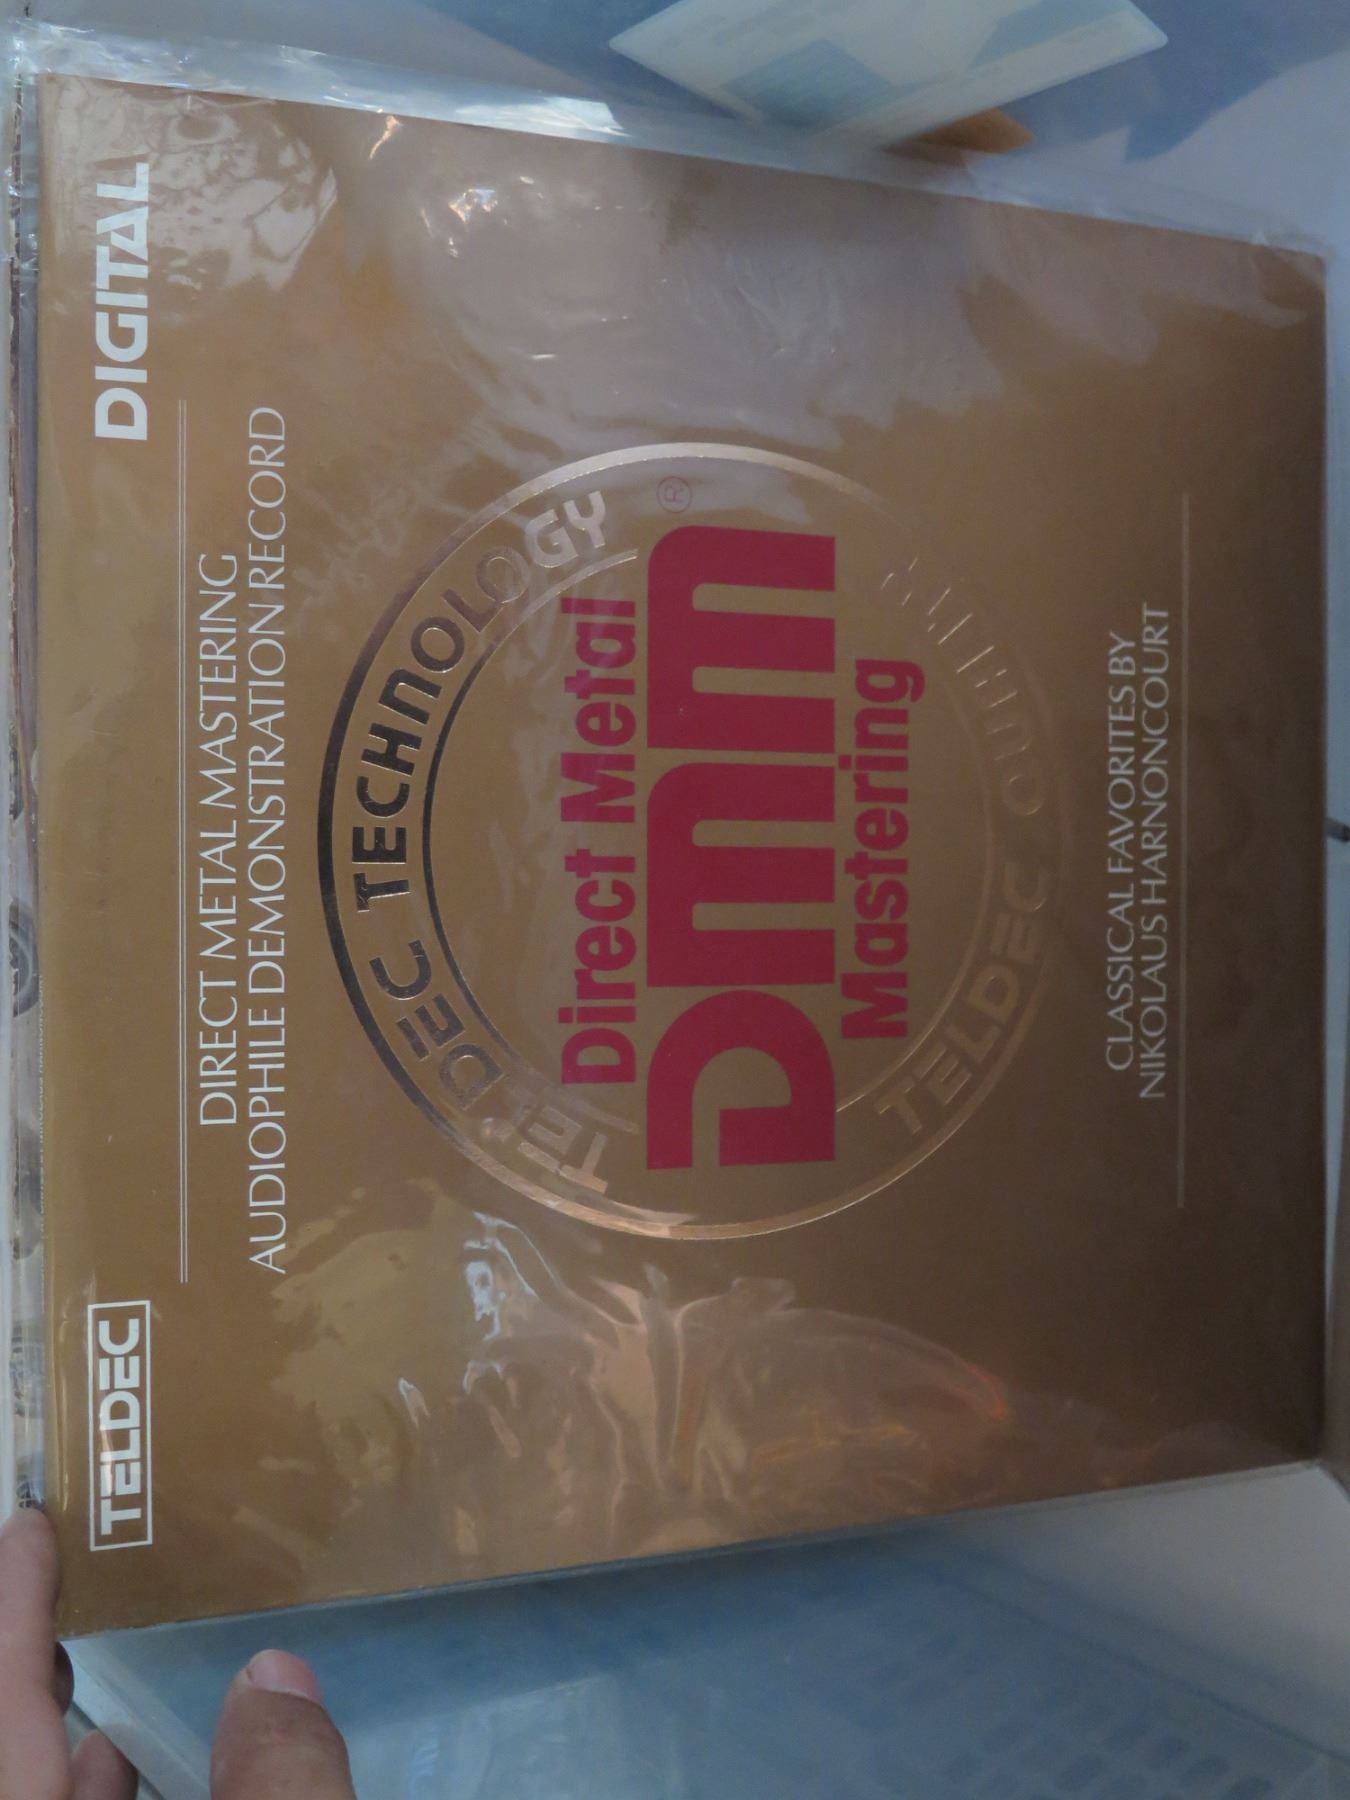 TELDEC
DIGITAL
DIRECT METAL MASTERING
AUDIOPHILE DEMONSTRATION RECORD
TELDEC TECHNOLOGY
Direct Metal
®
DMM
Mastering
TELDEC QUALITY
CLASSICAL FAVORITES BY
NIKOLAUS HARNONCOURT